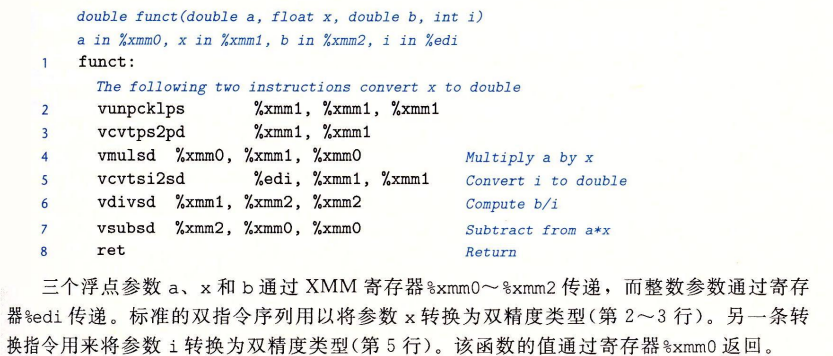 double funct(double a, float x, double b, int i)
a in %xmm0, x in %xmm1, b in %xmm2, i in %edi
1 funct:
The following two instructions convert x to double
2 vunpcklps %xmm1, %xmm1, %xmm1
3 vcvtps2pd %xmm1, %xmm1
4 vmulsd %xmm0, %xmm1, %xmm0 Multiply a by x
5 vcvtsi2sd %edi, %xmm1, %xmm1 Convert i to double
6 vdivsd %xmm1, %xmm2, %xmm2 Compute b/i
7 vsubsd %xmm2, %xmm0, %xmm0 Subtract from a*x
8 ret Return
三个浮点参数 a、x 和 b 通过 XMM 寄存器%xmm0～%xmm2 传递，而整数参数通过寄存
器%edi 传递。标准的双指令序列用以将参数 x 转换为双精度类型(第 2～3 行)。另一条转
换指令用来将参数 i 转换为双精度类型(第 5 行)。该函数的值通过寄存器%xmm0 返回。